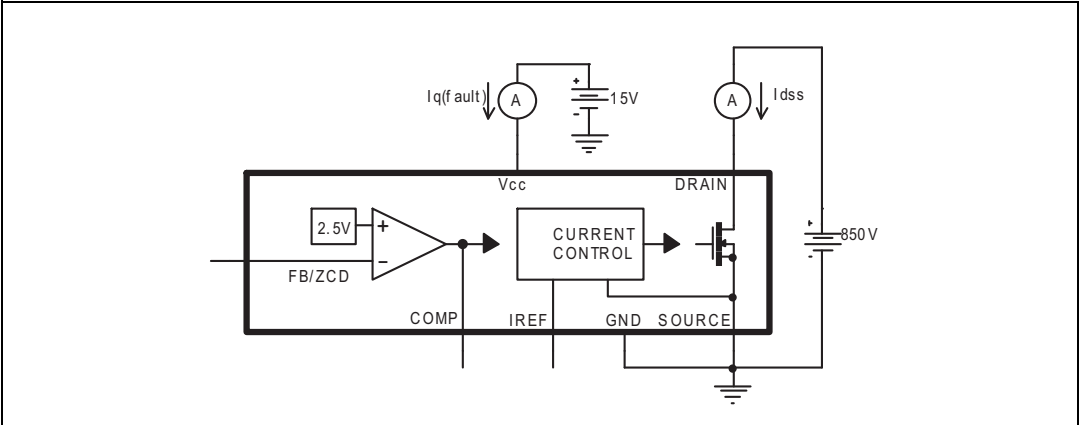 Iq(fault)
A
+
-
15V
A
Idss
Vcc
DRAIN
2.5V
+
-
FB/ZCD
CURRENT
CONTROL
+
-
850V
COMP
IREF
GND
SOURCE